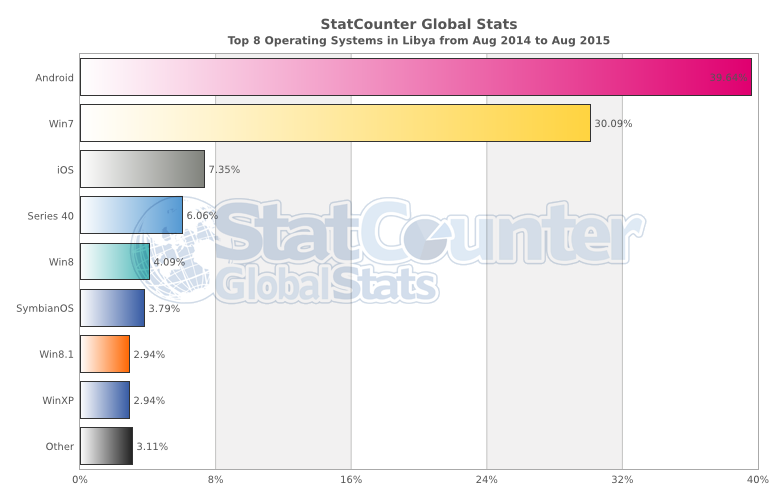 StatCounter Global Stats
Top 8 Operating Systems in Libya from Aug 2014 to Aug 2015
Android 39.64%
Win7 30.09%
iOS 7.35%
Series 40 6.06%
StatCounter
Win8 4.09%
GlobalStats
SymbianOS 3.79%
Win8.1 2.94%
WinXP 2.94%
Other 3.11%
0% 8% 16% 24% 32% 40%